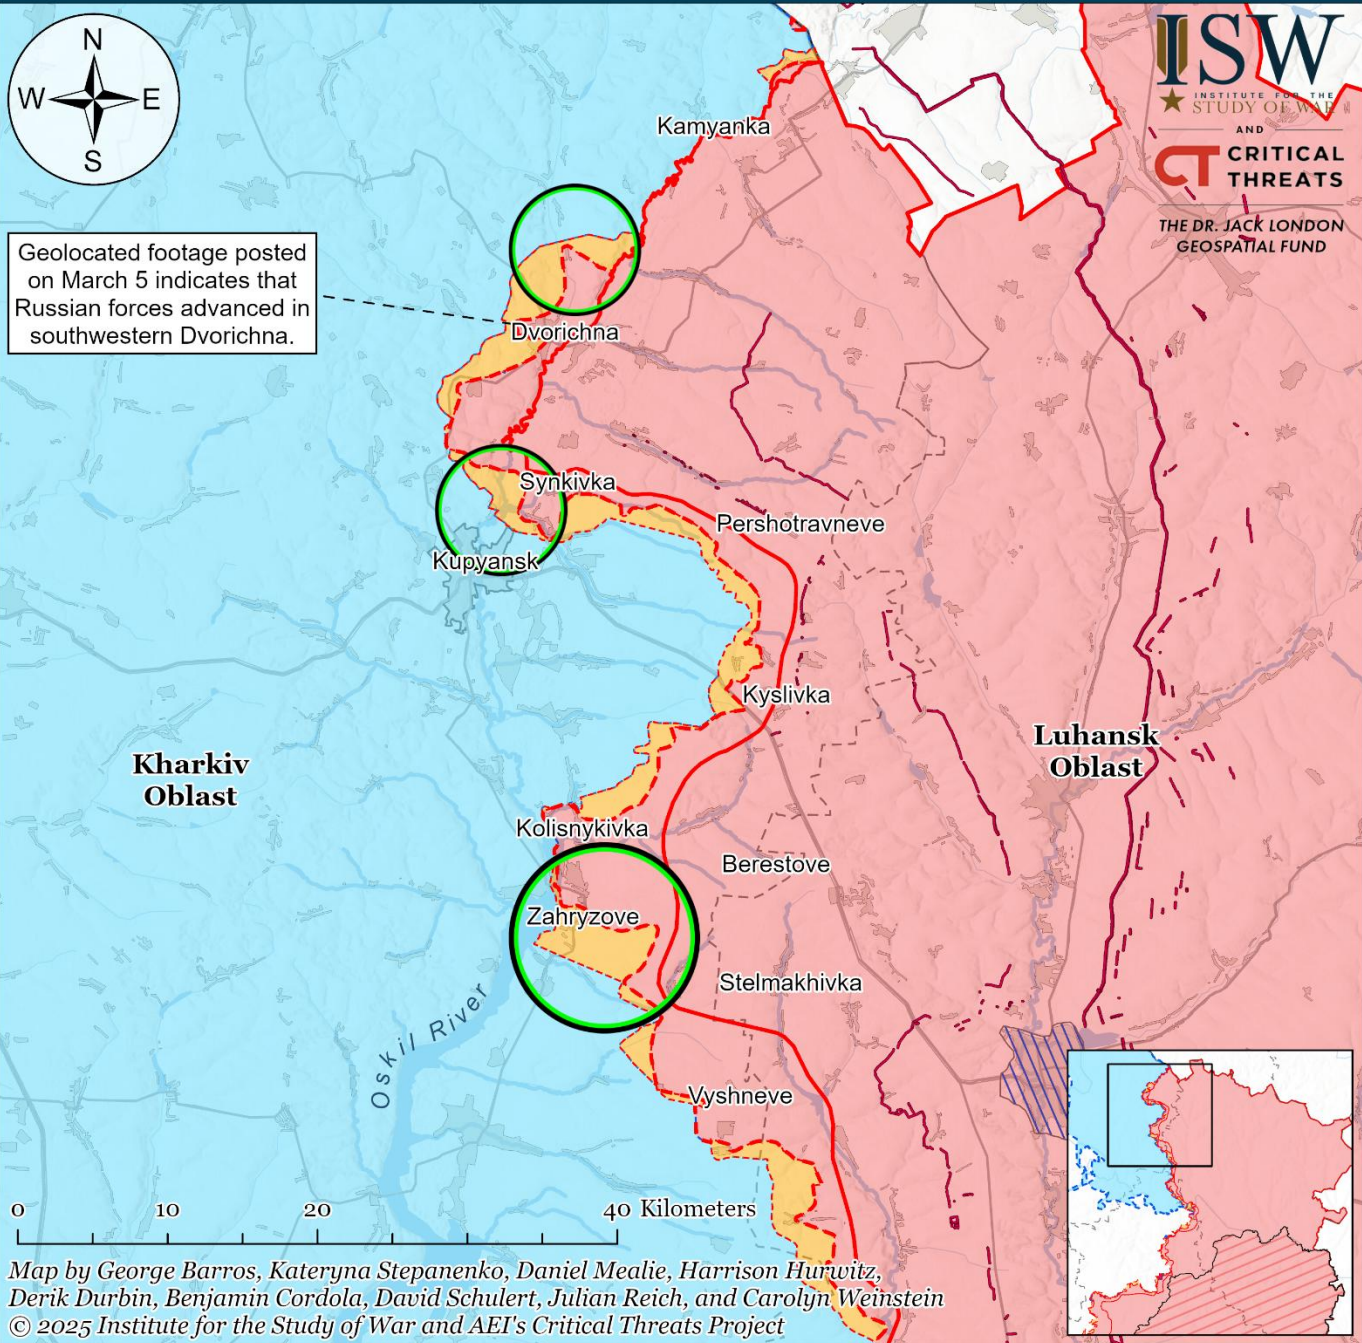 N
W
E
S
ISW
INSTITUTE FOR THE
STUDY OF WAR
AND
CT CRITICAL
THREATS
THE DR. JACK LONDON
GEOSPATIAL FUND
Kamyanka
Geolocated footage posted
on March 5 indicates that
Russian forces advanced in
southwestern Dvorichna.
Dvorichna
Synkivka
Pershotravneve
Kupyansk
Kyslivka
Kharkiv
Oblast
Luhansk
Oblast
Kolisnykivka
Berestove
Zahryzove
Stelmakhivka
Oskil River
Vyshneve
0 10 20 40 Kilometers
Map by George Barros, Kateryna Stepanenko, Daniel Mealie, Harrison Hurwitz,
Derik Durbin, Benjamin Cordola, David Schulert, Julian Reich, and Carolyn Weinstein
© 2025 Institute for the Study of War and AEI's Critical Threats Project